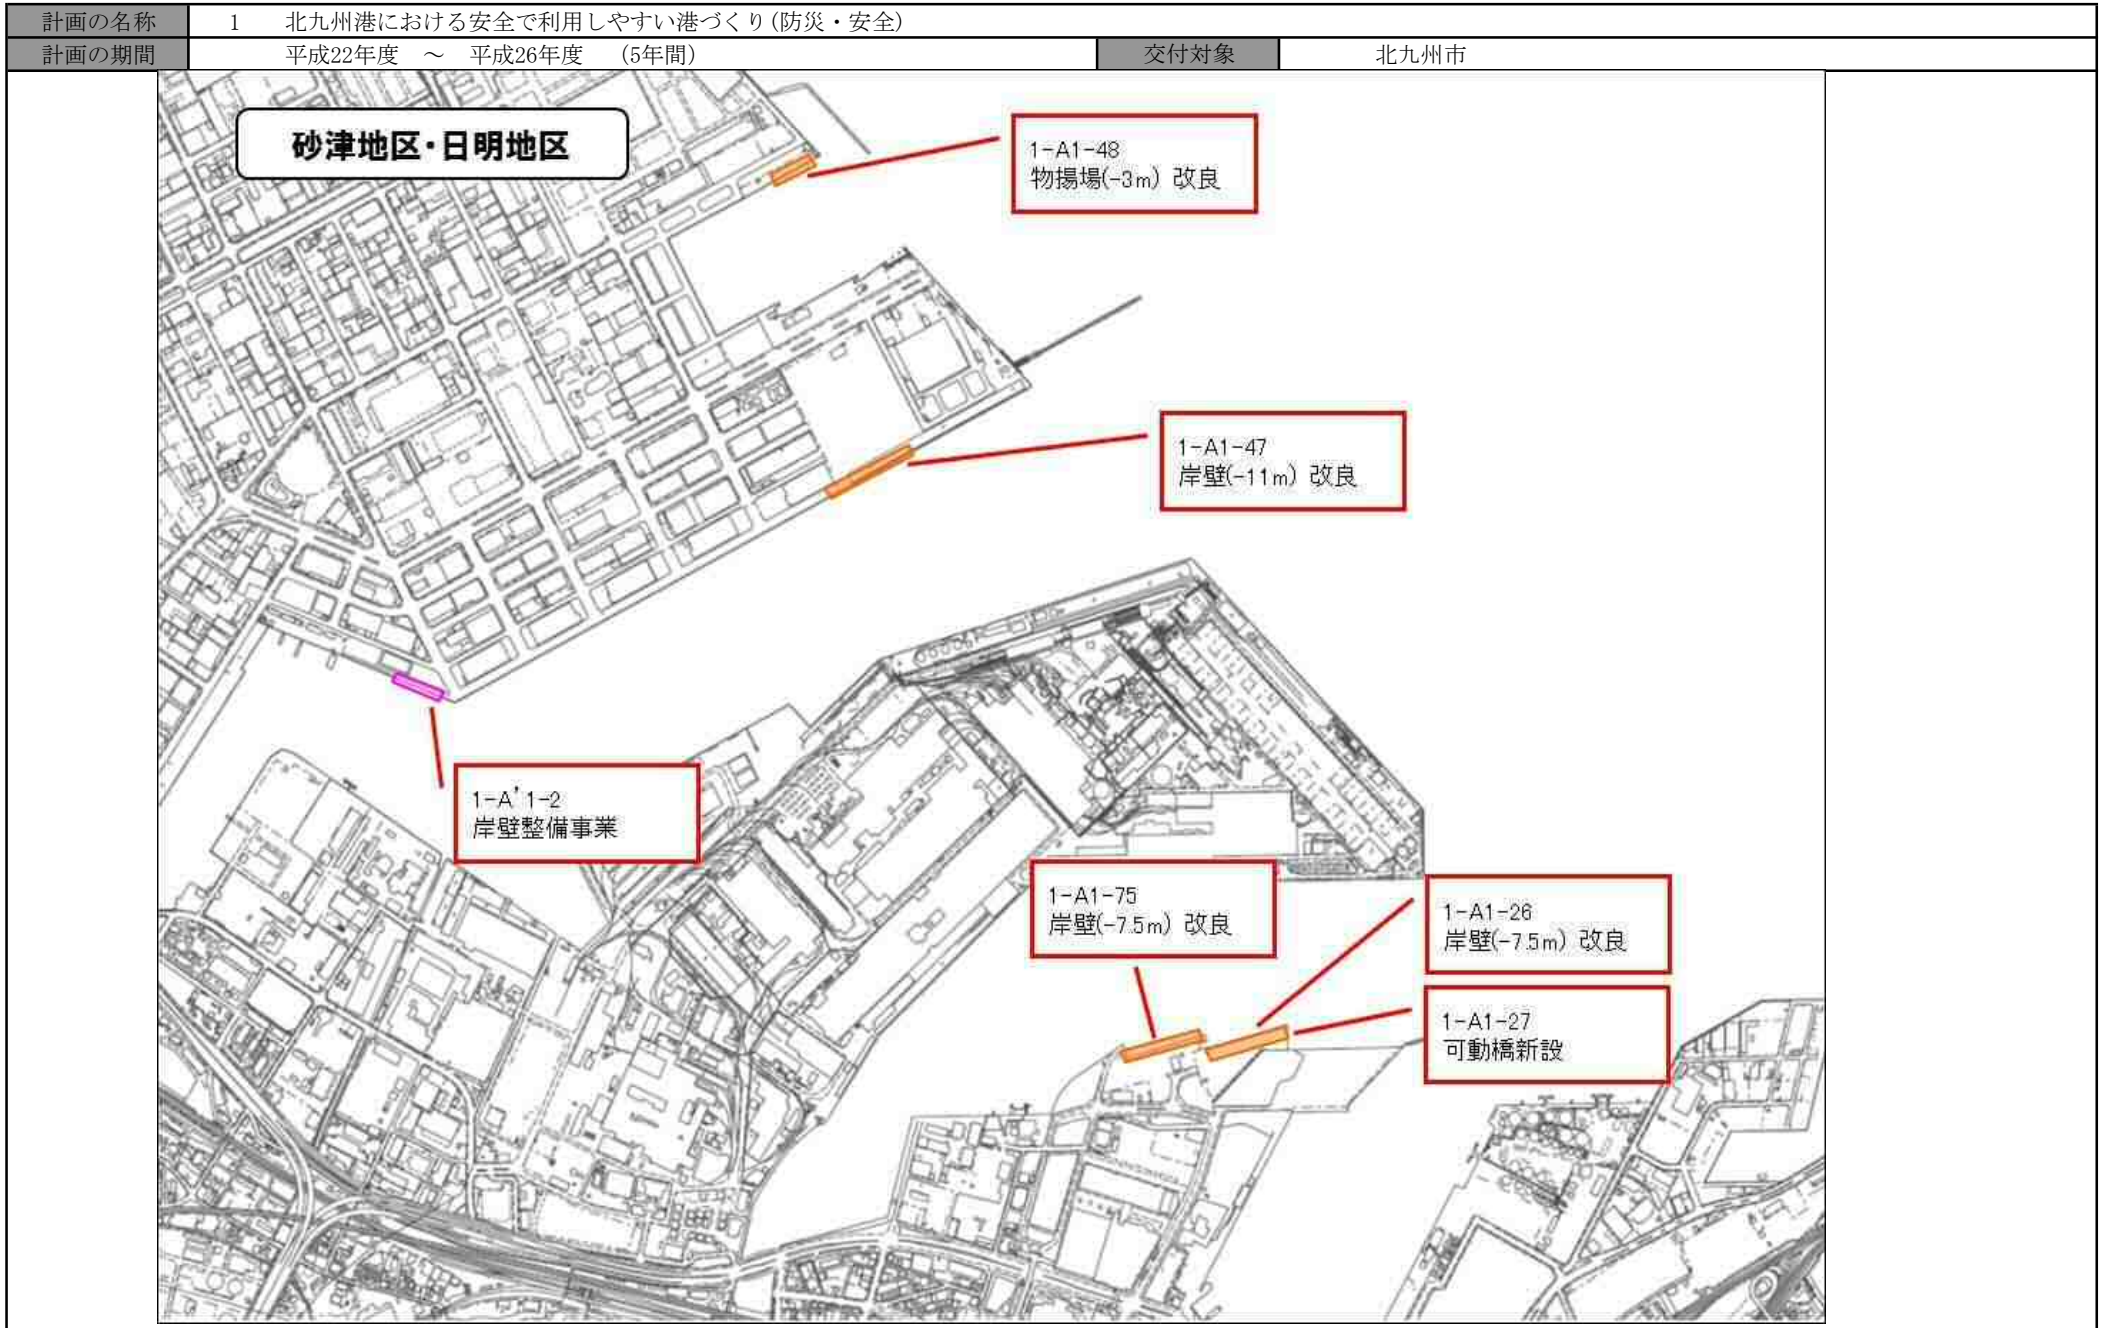 計画の名称 1 北九州港における安全で利用しやすい港づくり(防災・安全)
計画の期間 平成22年度 ~ 平成26年度 (5年間) 交付対象 北九州市
砂津地区・日明地区
1-A1-48
物揚場(-3m) 改良
1-A1-47
岸壁(-11m) 改良
1-A'1-2
岸壁整備事業
1-A1-75
岸壁(-7.5m) 改良
1-A1-26
岸壁(-7.5m) 改良
1-A1-27
可動橋新設